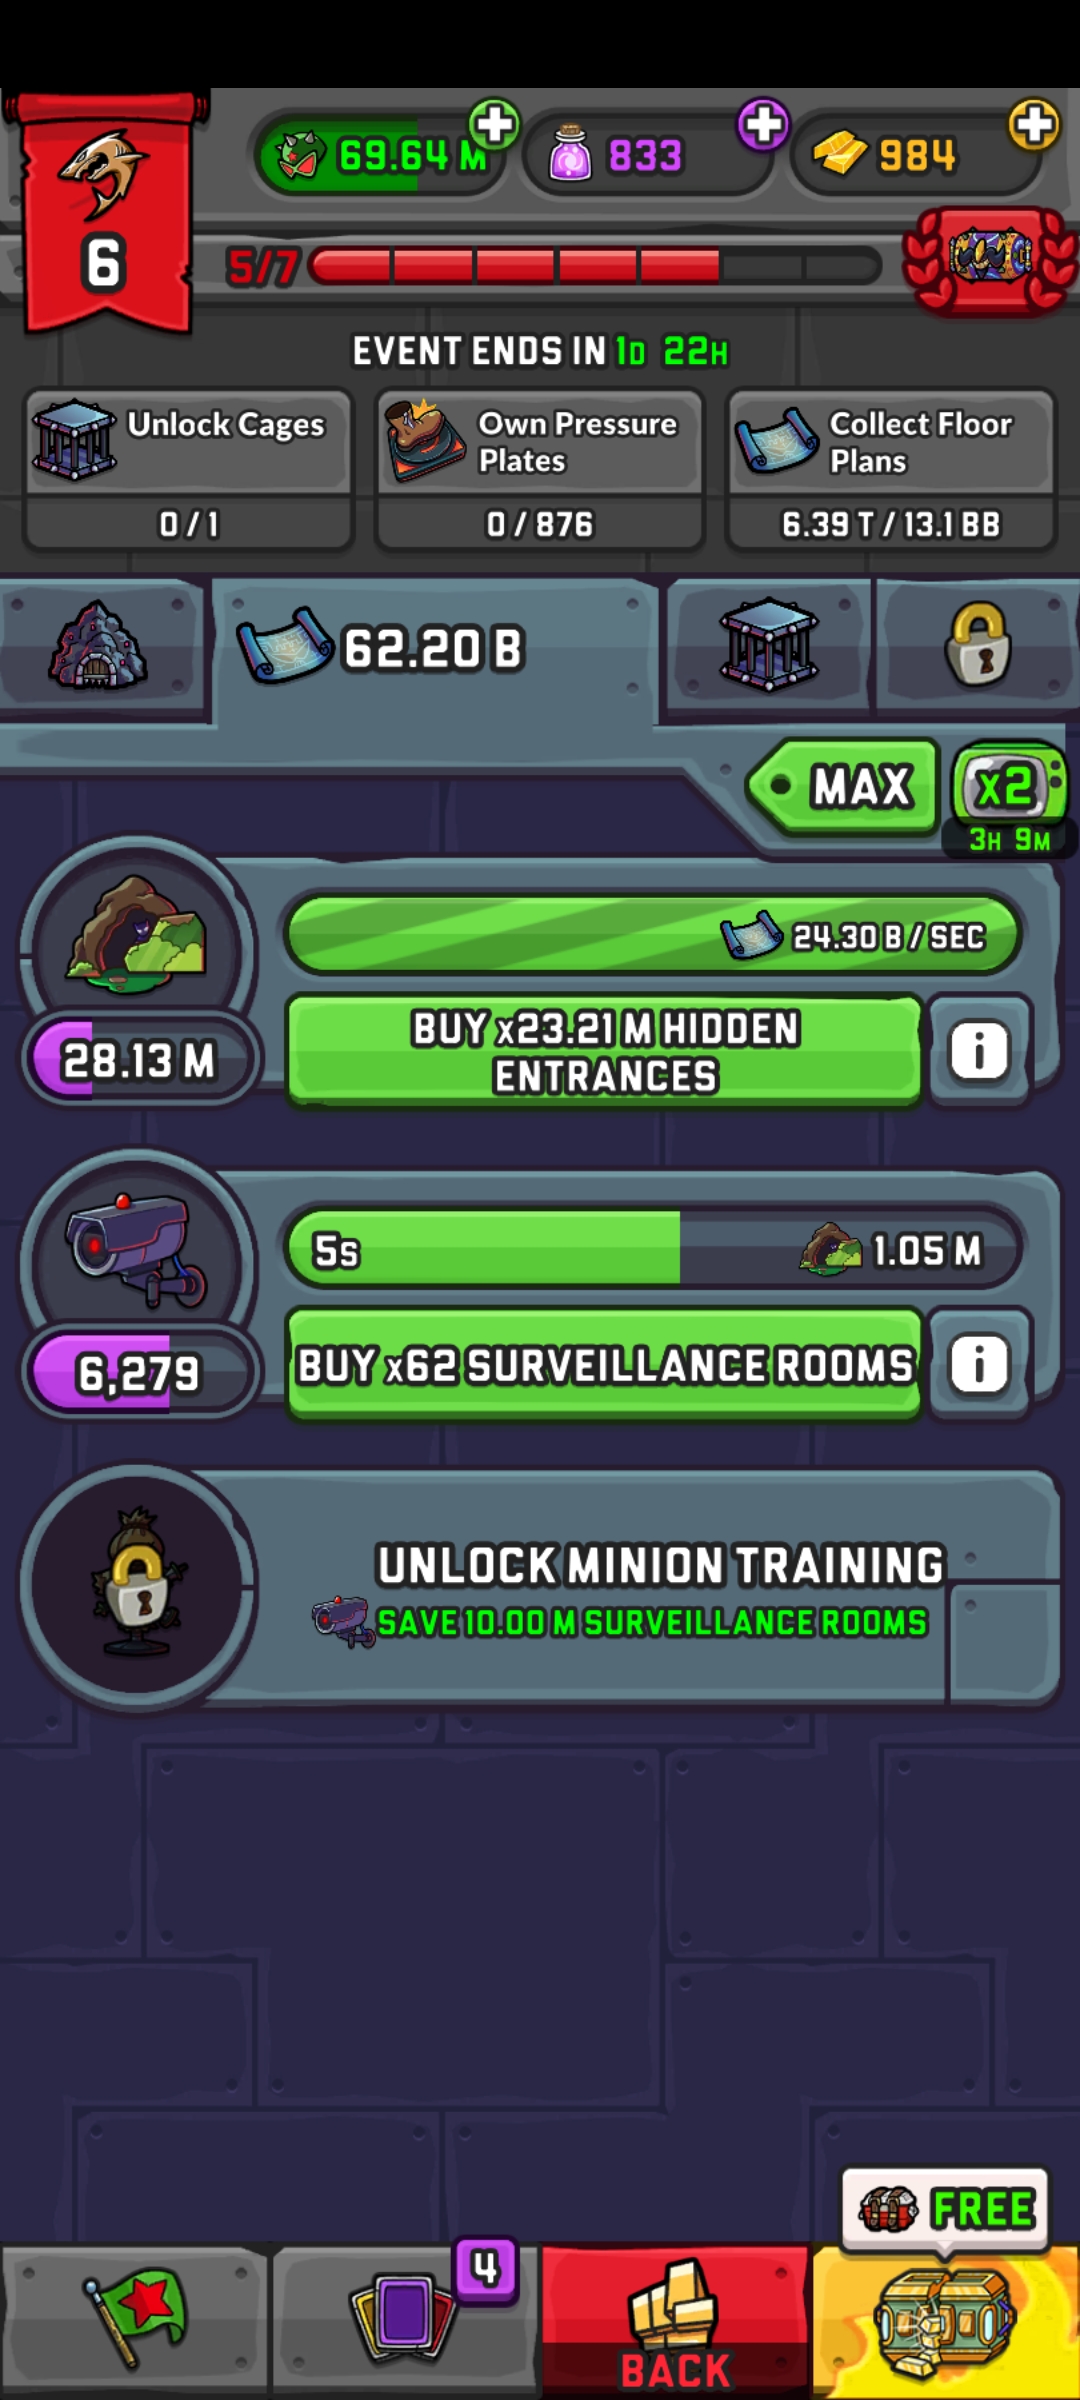 69.64 M
833
984
6
5/7
EVENT ENDS IN 1D 22H
Unlock Cages
0 / 1
Own Pressure
Plates
0 / 876
Collect Floor
Plans
6.39 T / 13.1 BB
62.20 B
MAX
x2
3H 9M
24.30 B / SEC
28.13 M
BUY x23.21 M HIDDEN
ENTRANCES
i
5s
1.05 M
6,279
BUY x62 SURVEILLANCE ROOMS
i
UNLOCK MINION TRAINING
SAVE 10.00 M SURVEILLANCE ROOMS
FREE
4
BACK